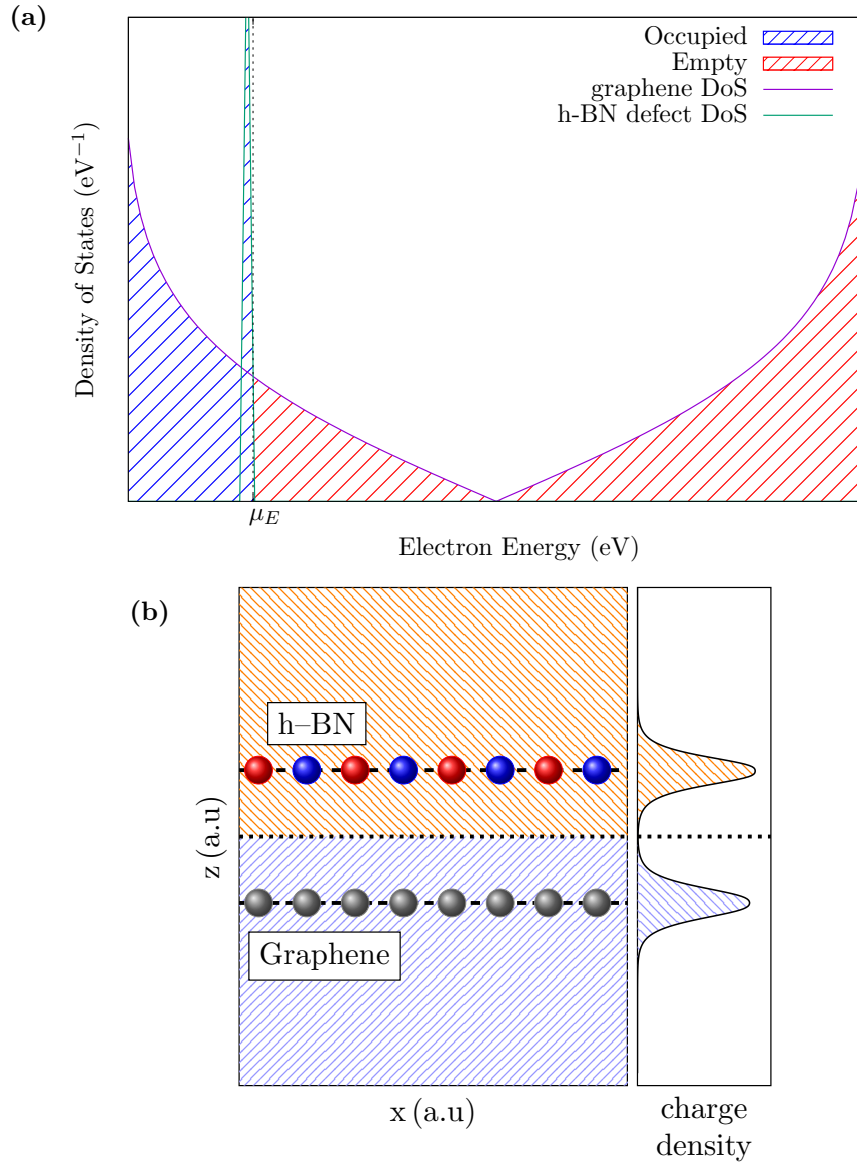 (a)
Occupied
Empty
graphene DoS
h-BN defect DoS
Density of States (eV⁻¹)
μ_E
Electron Energy (eV)
(b)
h–BN
z (a.u)
Graphene
x (a.u)
charge
density